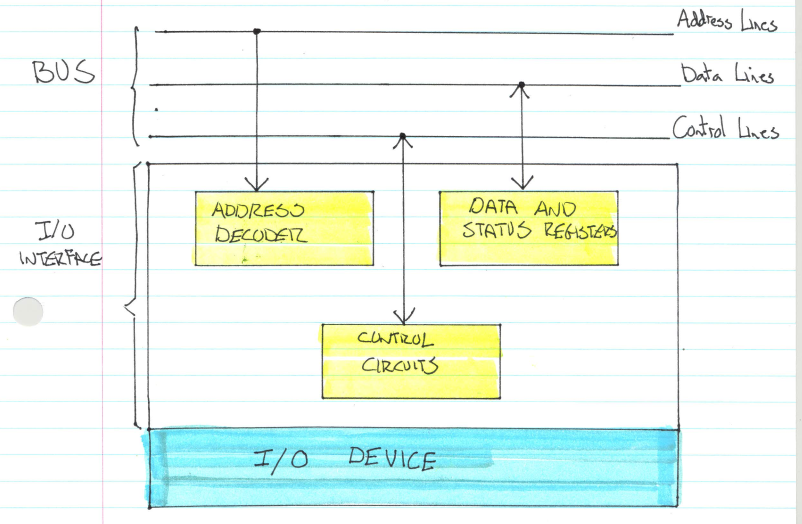 Address Lines
BUS
Data Lines
Control Lines
I/O
INTERFACE
ADDRESS
DECODER
DATA AND
STATUS REGISTERS
CONTROL
CIRCUITS
I/O DEVICE